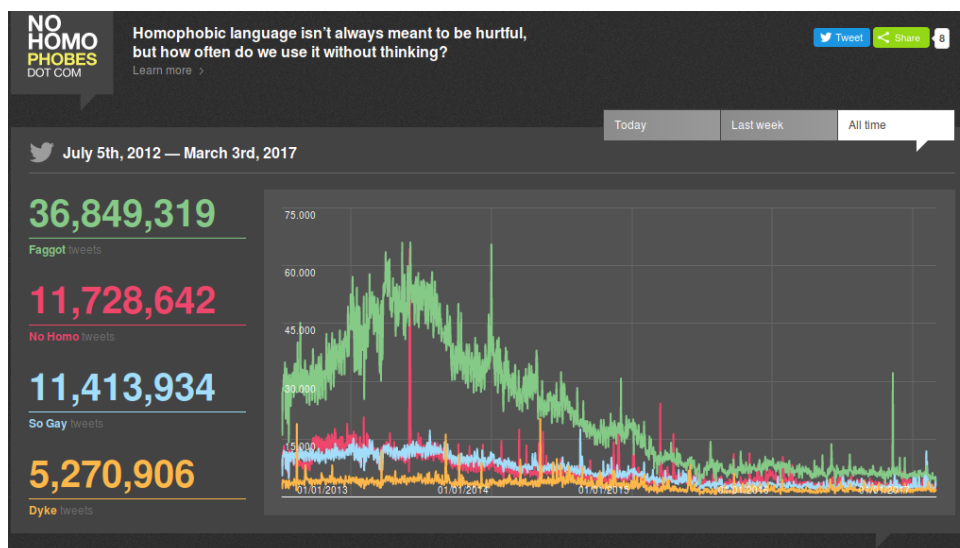 NO
HOMO
PHOBES
DOT COM
Homophobic language isn't always meant to be hurtful,
but how often do we use it without thinking?
Learn more >
Tweet
Share
8
Today
Last week
All time
July 5th, 2012 — March 3rd, 2017
36,849,319
Faggot tweets
11,728,642
No Homo tweets
11,413,934
So Gay tweets
5,270,906
Dyke tweets
75.000
60.000
45.000
30.000
15.000
01/01/2013
01/01/2014
01/01/2015
01/01/2016
01/01/2017